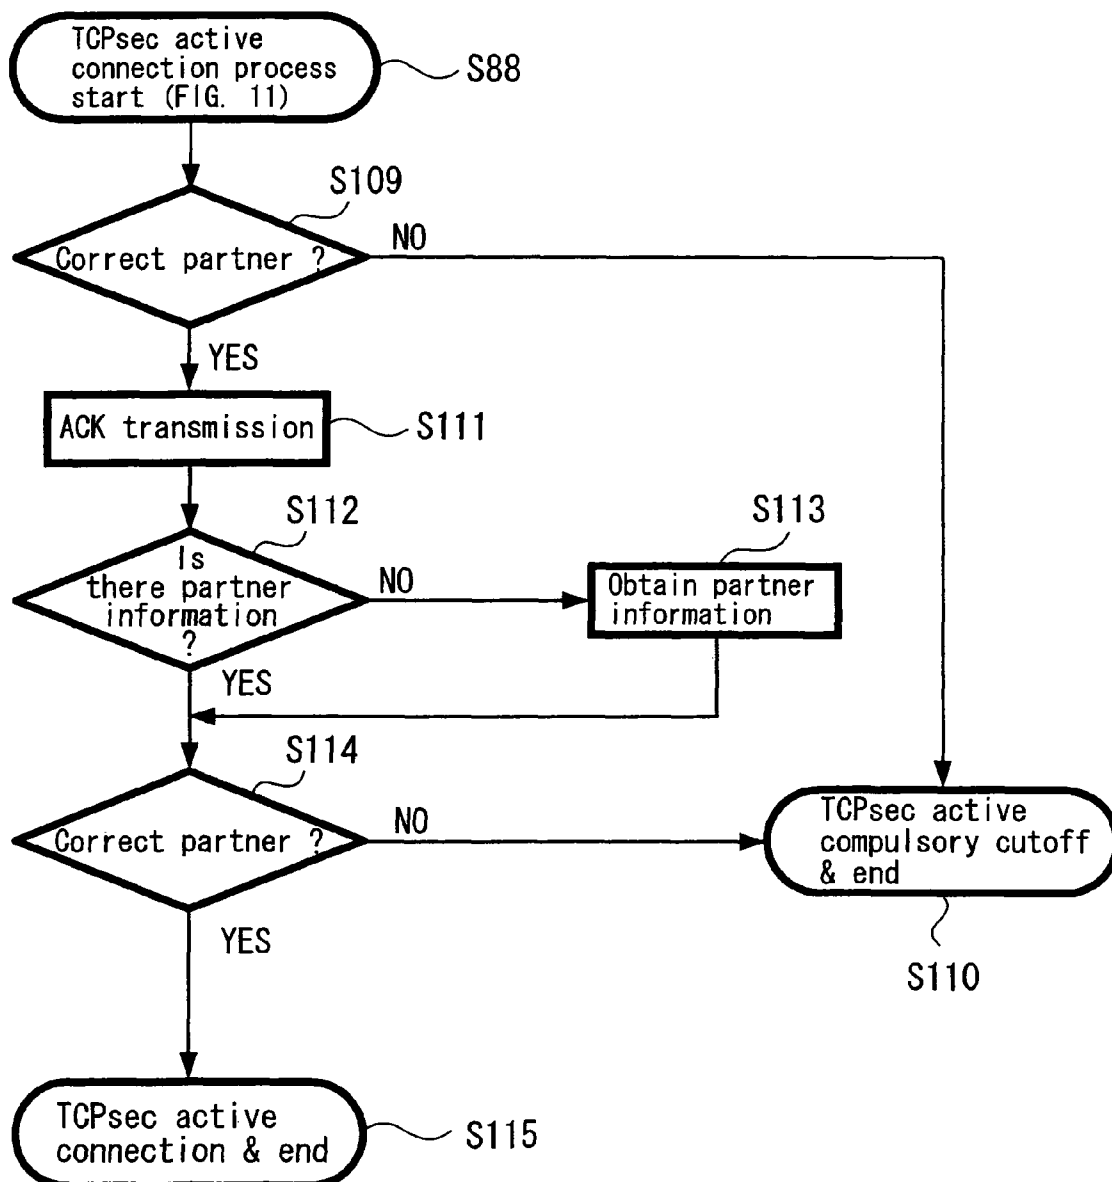 TCPsec active
connection process
start (FIG. 11)
S88
S109
Correct partner ?
NO
YES
ACK transmission
S111
S112
Is
there partner
information
?
NO
S113
Obtain partner
information
YES
S114
Correct partner ?
NO
TCPsec active
compulsory cutoff
& end
YES
S110
TCPsec active
connection & end
S115